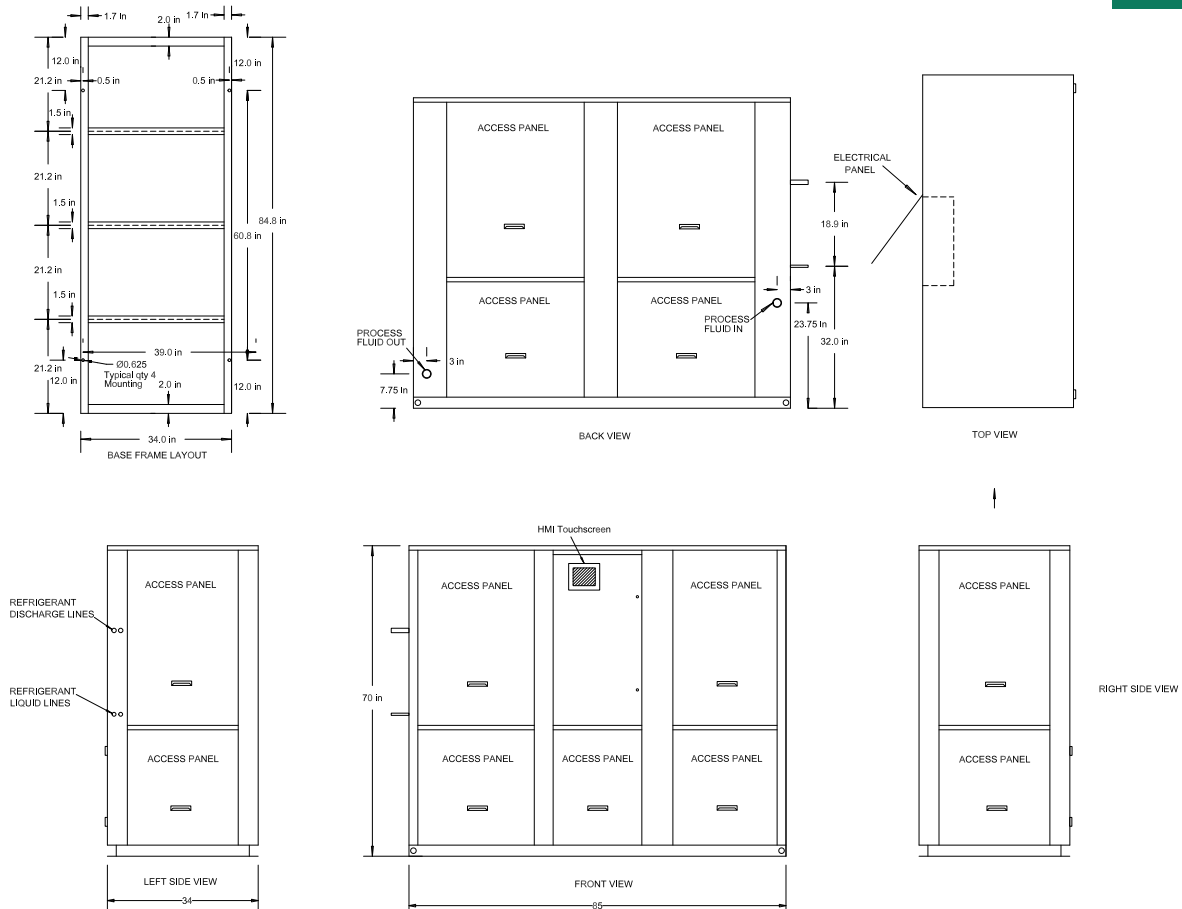 1.7 In
2.0 in
1.7 In
12.0 in
12.0 in
21.2 in
0.5 in
0.5 in
1.5 in
21.2 in
1.5 in
84.8 in
60.8 in
21.2 in
1.5 in
39.0 in
21.2 in
Ø0.625
Typical qty 4
Mounting
12.0 in
2.0 in
12.0 in
34.0 in
BASE FRAME LAYOUT
ACCESS PANEL
ACCESS PANEL
ACCESS PANEL
ACCESS PANEL
PROCESS
FLUID OUT
3 in
7.75 In
PROCESS
FLUID IN
3 in
18.9 in
23.75 In
32.0 in
BACK VIEW
ELECTRICAL
PANEL
TOP VIEW
ACCESS PANEL
REFRIGERANT
DISCHARGE LINES
REFRIGERANT
LIQUID LINES
ACCESS PANEL
LEFT SIDE VIEW
34
HMI Touchscreen
ACCESS PANEL
ACCESS PANEL
70 in
ACCESS PANEL
ACCESS PANEL
ACCESS PANEL
FRONT VIEW
85
ACCESS PANEL
ACCESS PANEL
RIGHT SIDE VIEW